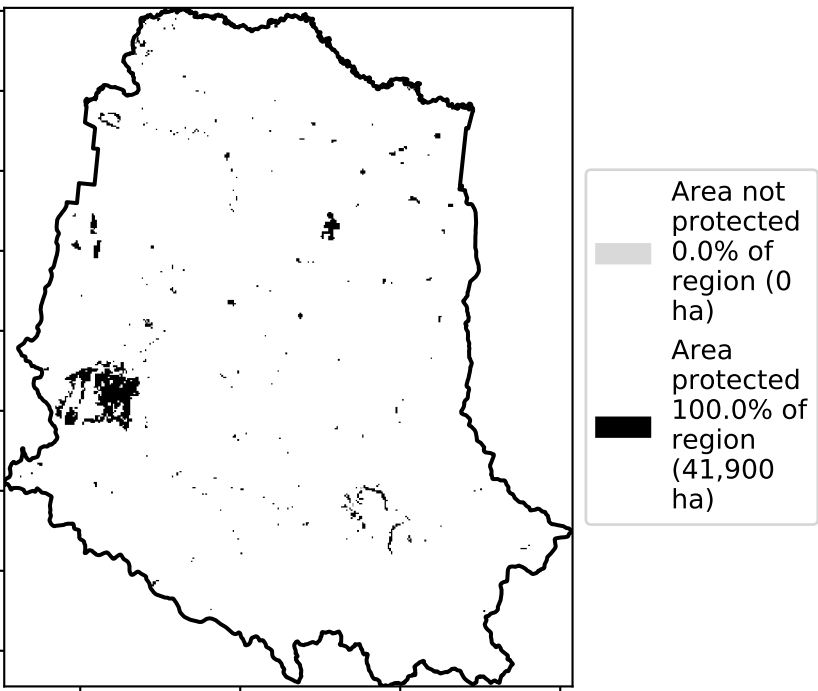 Area not
protected
0.0% of
region (0
ha)
Area
protected
100.0% of
region
(41,900
ha)